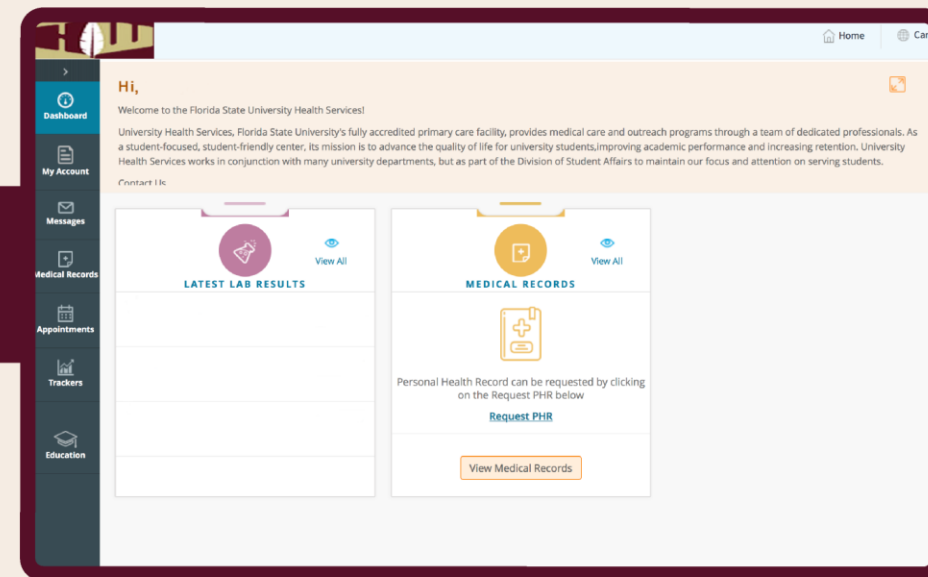 Home
Hi,
Welcome to the Florida State University Health Services!
University Health Services, Florida State University's fully accredited primary care facility, provides medical care and outreach programs through a team of dedicated professionals. As
a student-focused, student-friendly center, its mission is to advance the quality of life for university students,improving academic performance and increasing retention. University
Health Services works in conjunction with many university departments, but as part of the Division of Student Affairs to maintain our focus and attention on serving students.
Contact Us
Dashboard
My Account
Messages
Medical Records
Appointments
Trackers
Education
View All
LATEST LAB RESULTS
View All
MEDICAL RECORDS
Personal Health Record can be requested by clicking
on the Request PHR below
Request PHR
View Medical Records